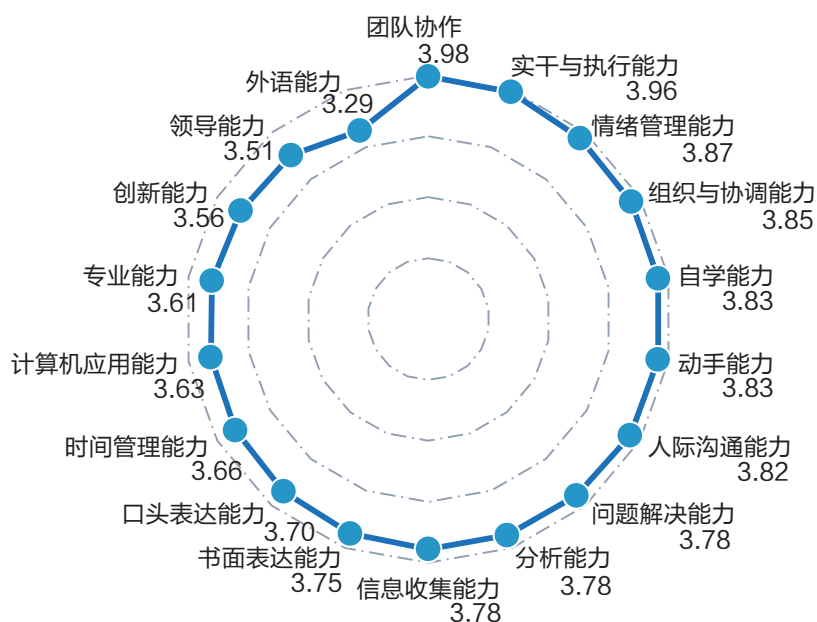 团队协作
3.98
实干与执行能力
3.96
情绪管理能力
3.87
组织与协调能力
3.85
自学能力
3.83
动手能力
3.83
人际沟通能力
3.82
问题解决能力
3.78
分析能力
3.78
信息收集能力
3.78
书面表达能力
3.75
口头表达能力
3.70
时间管理能力
3.66
计算机应用能力
3.63
专业能力
3.61
创新能力
3.56
领导能力
3.51
外语能力
3.29